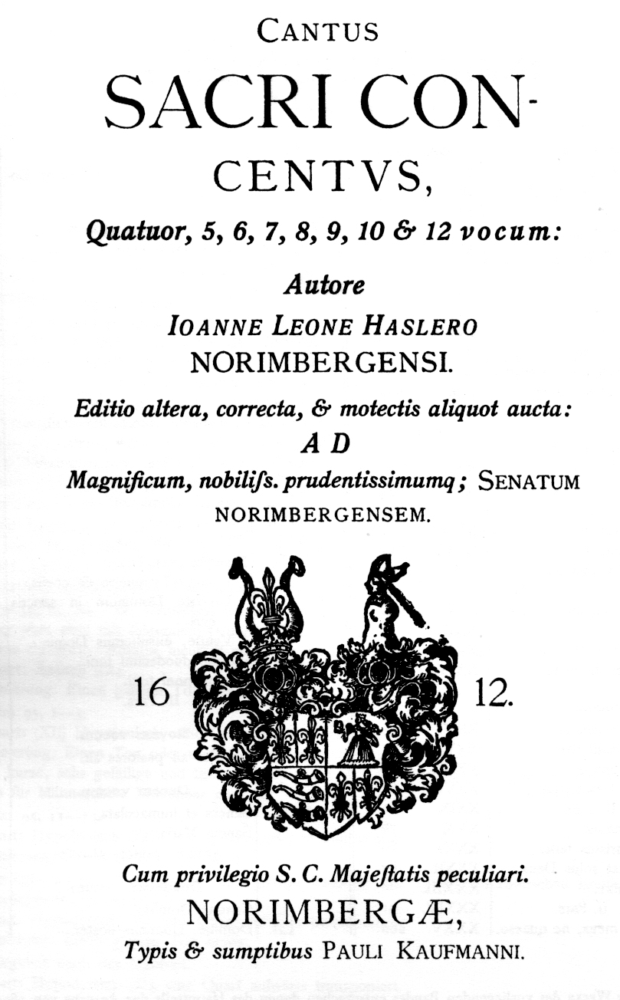 CANTUS
SACRI CON-
CENTVS,
Quatuor, 5, 6, 7, 8, 9, 10 & 12 vocum:
Autore
IOANNE LEONE HASLERO
NORIMBERGENSI.
Editio altera, correcta, & motectis aliquot aucta:
A D
Magnificum, nobiliſs. prudentissimumq; SENATUM
NORIMBERGENSEM.
16 12.
Cum privilegio S. C. Majeſtatis peculiari.
NORIMBERGÆ,
Typis & sumptibus PAULI KAUFMANNI.